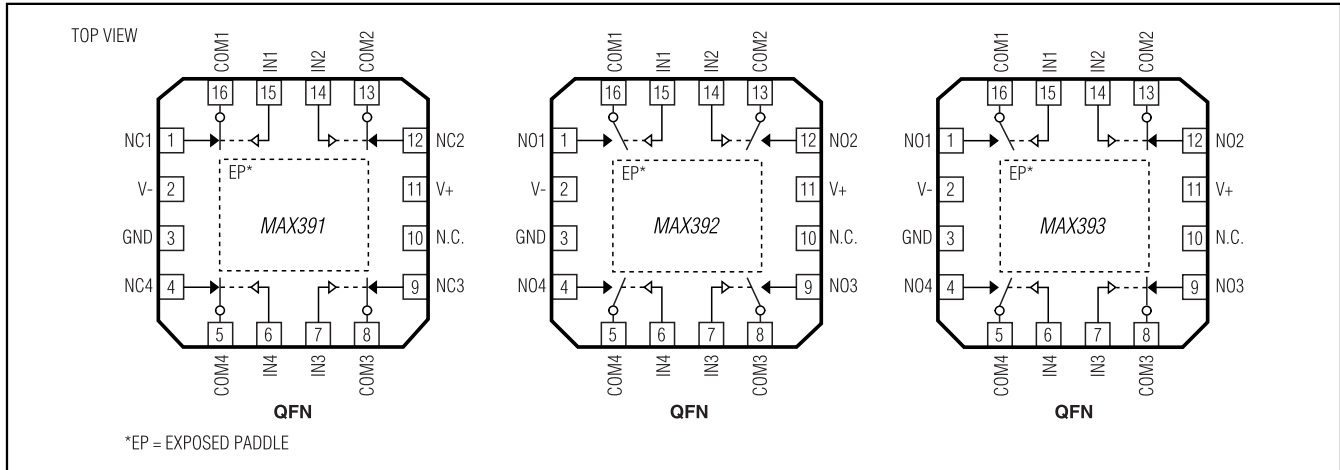 TOP VIEW
COM1 IN1 IN2 COM2
16 15 14 13
NC1 1 12 NC2
EP*
V- 2 11 V+
MAX391
GND 3 10 N.C.
NC4 4 9 NC3
5 6 7 8
COM4 IN4 IN3 COM3
QFN
COM1 IN1 IN2 COM2
16 15 14 13
NO1 1 12 NO2
EP*
V- 2 11 V+
MAX392
GND 3 10 N.C.
NO4 4 9 NO3
5 6 7 8
COM4 IN4 IN3 COM3
QFN
COM1 IN1 IN2 COM2
16 15 14 13
NO1 1 12 NO2
EP*
V- 2 11 V+
MAX393
GND 3 10 N.C.
NO4 4 9 NO3
5 6 7 8
COM4 IN4 IN3 COM3
QFN
*EP = EXPOSED PADDLE